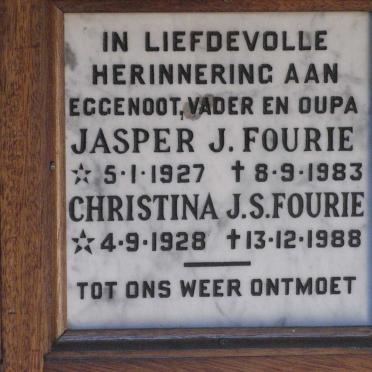 IN LIEFDEVOLLE
HERINNERING AAN
EGGENOOT, VADER EN OUPA
JASPER J. FOURIE
☆ 5·1·1927 ✝ 8·9·1983
CHRISTINA J.S. FOURIE
☆ 4·9·1928 ✝ 13·12·1988
TOT ONS WEER ONTMOET